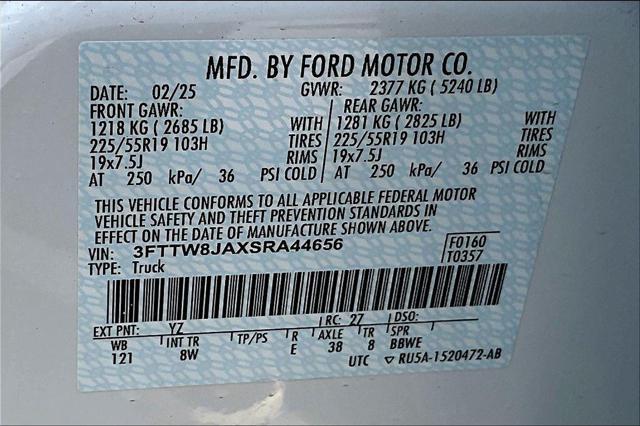 MFD. BY FORD MOTOR CO.
DATE: 02/25 GVWR: 2377 KG ( 5240 LB)
FRONT GAWR: REAR GAWR:
1218 KG ( 2685 LB) WITH 1281 KG ( 2825 LB) WITH
225/55R19 103H TIRES 225/55R19 103H TIRES
19x7.5J RIMS 19x7.5J RIMS
AT 250 kPa/ 36 PSI COLD AT 250 kPa/ 36 PSI COLD
THIS VEHICLE CONFORMS TO ALL APPLICABLE FEDERAL MOTOR
VEHICLE SAFETY AND THEFT PREVENTION STANDARDS IN
EFFECT ON THE DATE OF MANUFACTURE SHOWN ABOVE.
VIN: 3FTTW8JAXSRA44656 F0160
TYPE: Truck T0357
EXT PNT: YZ RC: 27 DSO:
WB INT TR TP/PS R AXLE TR SPR
121 8W E 38 8 BBWE
UTC ▽ RU5A-1520472-AB